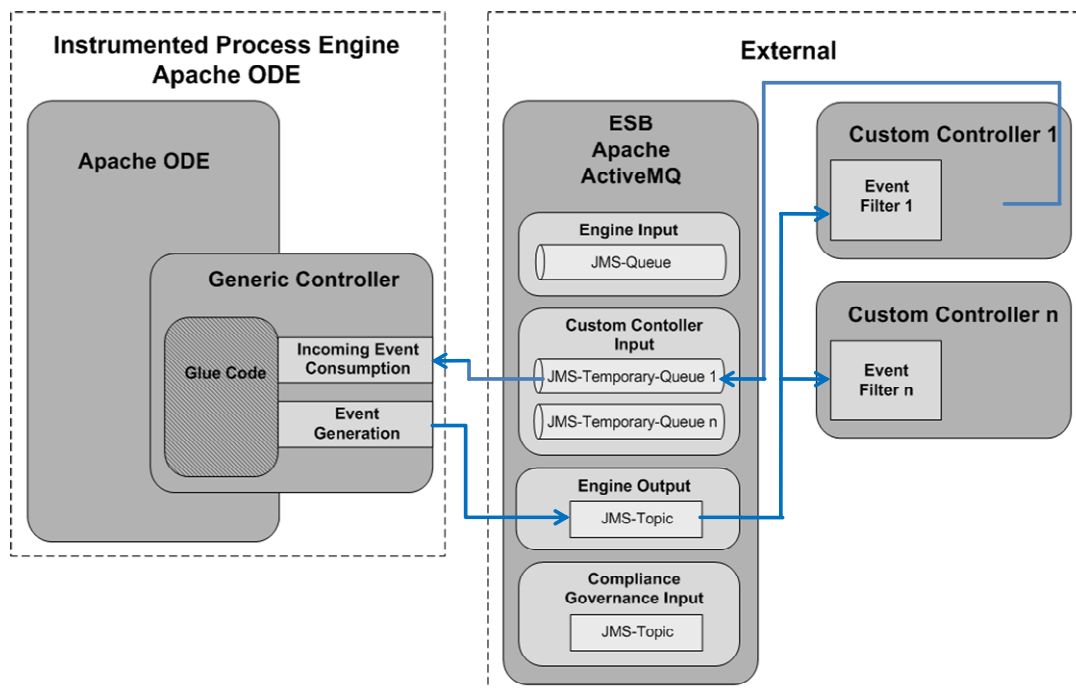 Instrumented Process Engine
Apache ODE
Apache ODE
Generic Controller
Glue Code
Incoming Event
Consumption
Event
Generation
External
ESB
Apache
ActiveMQ
Engine Input
JMS-Queue
Custom Contoller
Input
JMS-Temporary-Queue 1
JMS-Temporary-Queue n
Engine Output
JMS-Topic
Compliance
Governance Input
JMS-Topic
Custom Controller 1
Event
Filter 1
Custom Controller n
Event
Filter n